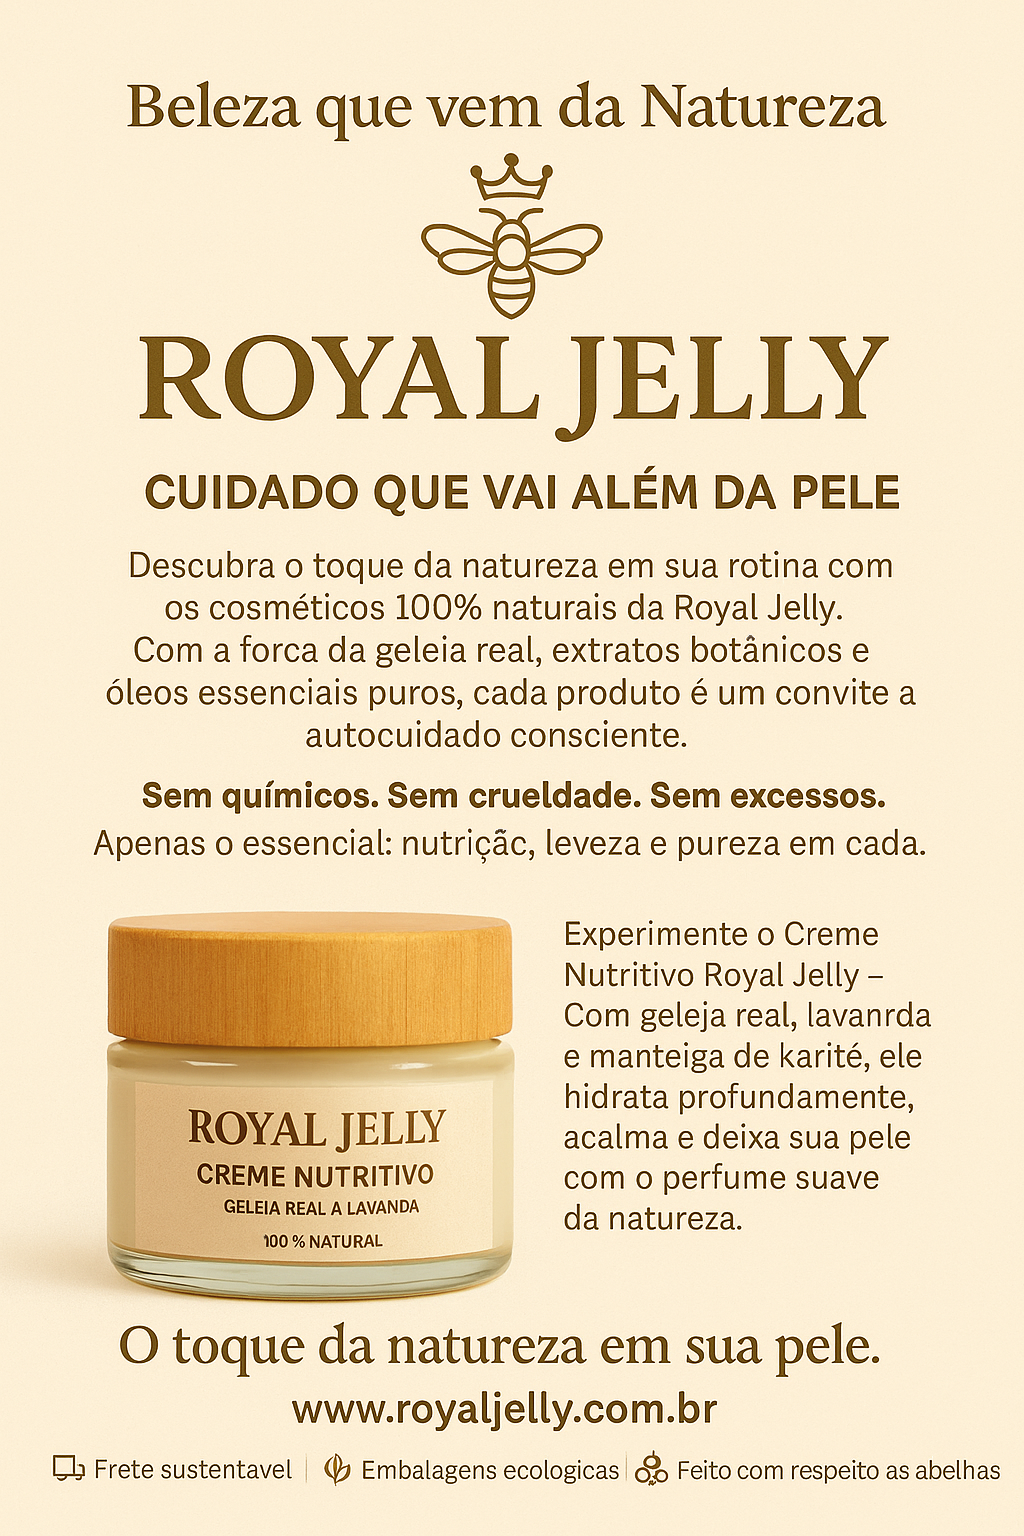 Beleza que vem da Natureza
ROYAL JELLY
CUIDADO QUE VAI ALÉM DA PELE
Descubra o toque da natureza em sua rotina com
os cosméticos 100% naturais da Royal Jelly.
Com a forca da geleia real, extratos botânicos e
óleos essenciais puros, cada produto é um convite a
autocuidado consciente.
Sem químicos. Sem crueldade. Sem excessos.
Apenas o essencial: nutriçãc, leveza e pureza em cada.
Experimente o Creme
Nutritivo Royal Jelly –
Com geleja real, lavanrda
e manteiga de karité, ele
hidrata profundamente,
acalma e deixa sua pele
com o perfume suave
da natureza.
ROYAL JELLY
CREME NUTRITIVO
GELEIA REAL A LAVANDA
100 % NATURAL
O toque da natureza em sua pele.
www.royaljelly.com.br
Frete sustentavel | Embalagens ecologicas | Feito com respeito as abelhas